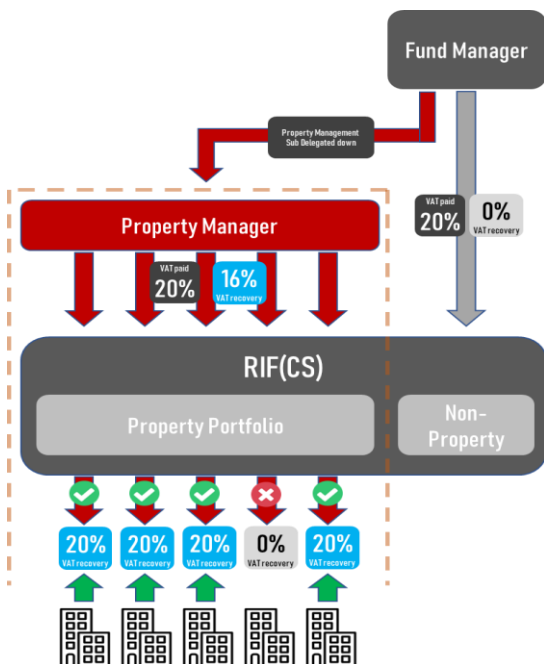 Fund Manager
Property Management
Sub Delegated down
VAT paid
20%
0%
VAT recovery
Property Manager
VAT paid
20%
16%
VAT recovery
RIF(CS)
Property Portfolio
Non-
Property
20%
VAT recovery
20%
VAT recovery
20%
VAT recovery
0%
VAT recovery
20%
VAT recovery